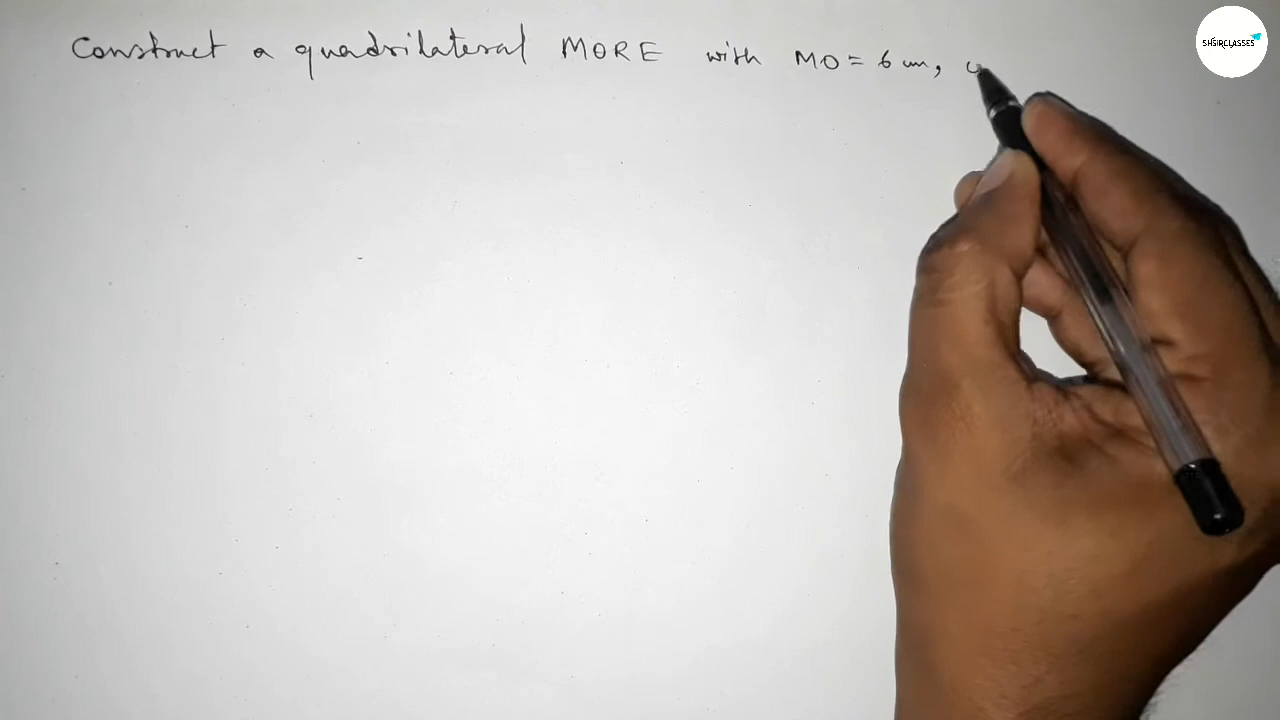 Construct a quadrilateral MORE with MO = 6 cm,
SHSIRCLASSES